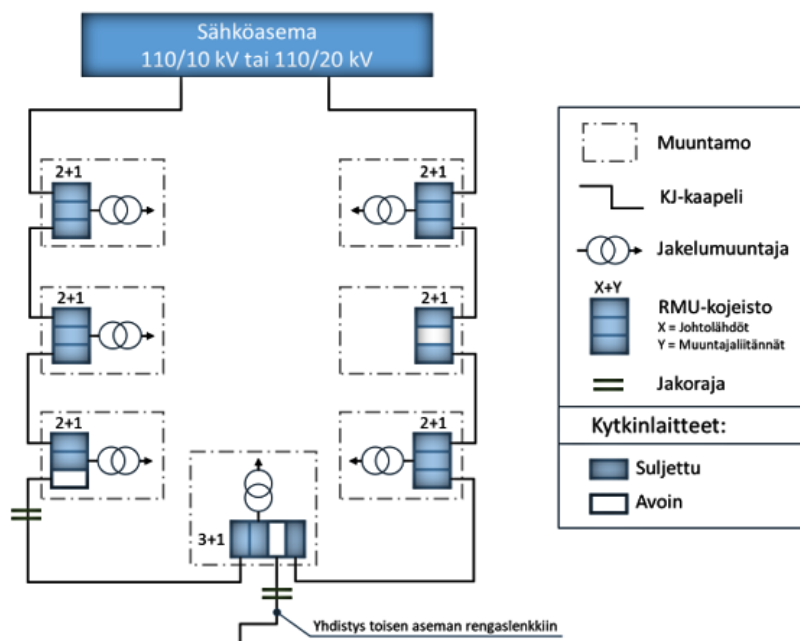 Sähköasema
110/10 kV tai 110/20 kV
2+1
2+1
2+1
2+1
2+1
2+1
3+1
Yhdistys toisen aseman rengaslenkkiin
Muuntamo
KJ-kaapeli
Jakelumuuntaja
X+Y
RMU-kojeisto
X = Johtolähdöt
Y = Muuntajaliitännät
Jakoraja
Kytkinlaitteet:
Suljettu
Avoin